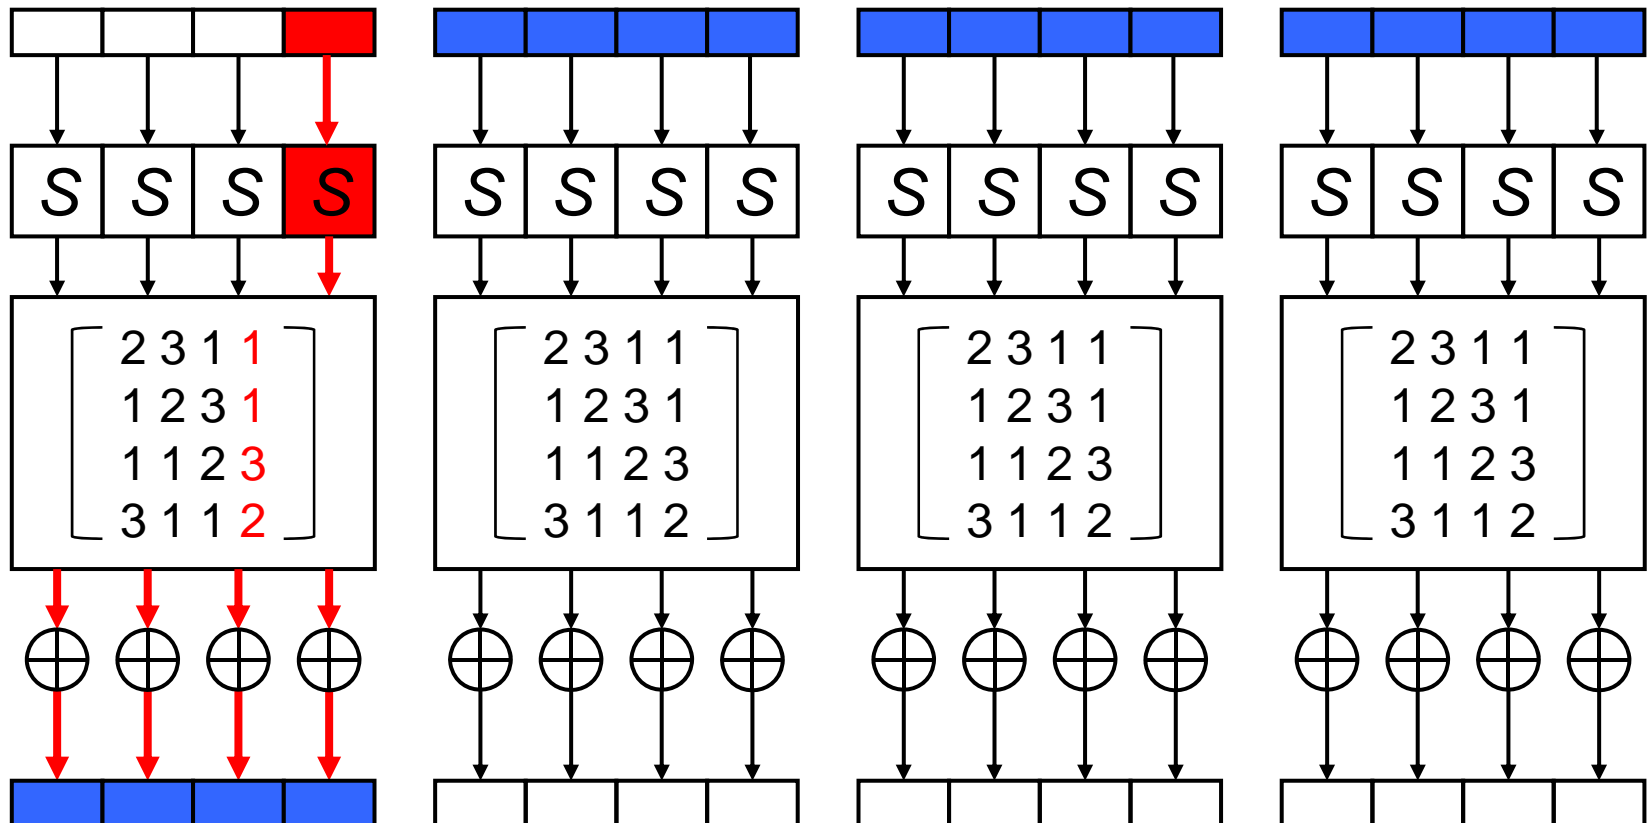 S S S S S S S S S S S S S S S S
2 3 1 1 2 3 1 1 2 3 1 1 2 3 1 1
1 2 3 1 1 2 3 1 1 2 3 1 1 2 3 1
1 1 2 3 1 1 2 3 1 1 2 3 1 1 2 3
3 1 1 2 3 1 1 2 3 1 1 2 3 1 1 2